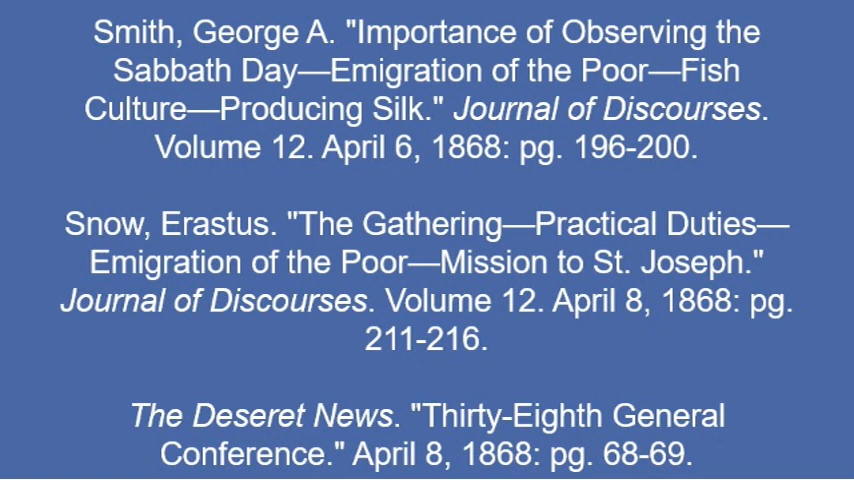 Smith, George A. "Importance of Observing the
Sabbath Day—Emigration of the Poor—Fish
Culture—Producing Silk." Journal of Discourses.
Volume 12. April 6, 1868: pg. 196-200.
Snow, Erastus. "The Gathering—Practical Duties—
Emigration of the Poor—Mission to St. Joseph."
Journal of Discourses. Volume 12. April 8, 1868: pg.
211-216.
The Deseret News. "Thirty-Eighth General
Conference." April 8, 1868: pg. 68-69.